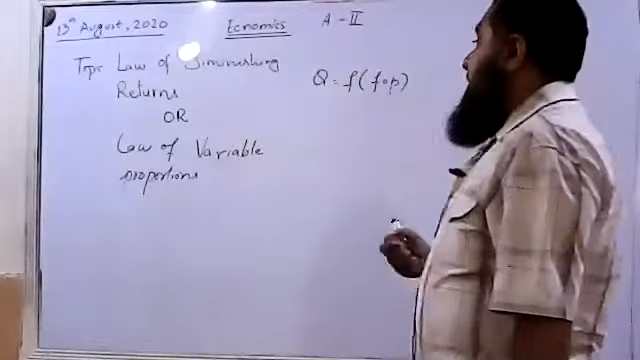 13th August, 2020 Economics A - II
Topic Law of Diminishing
Returns
OR
Law of Variable
proportions
Q = f(fop)